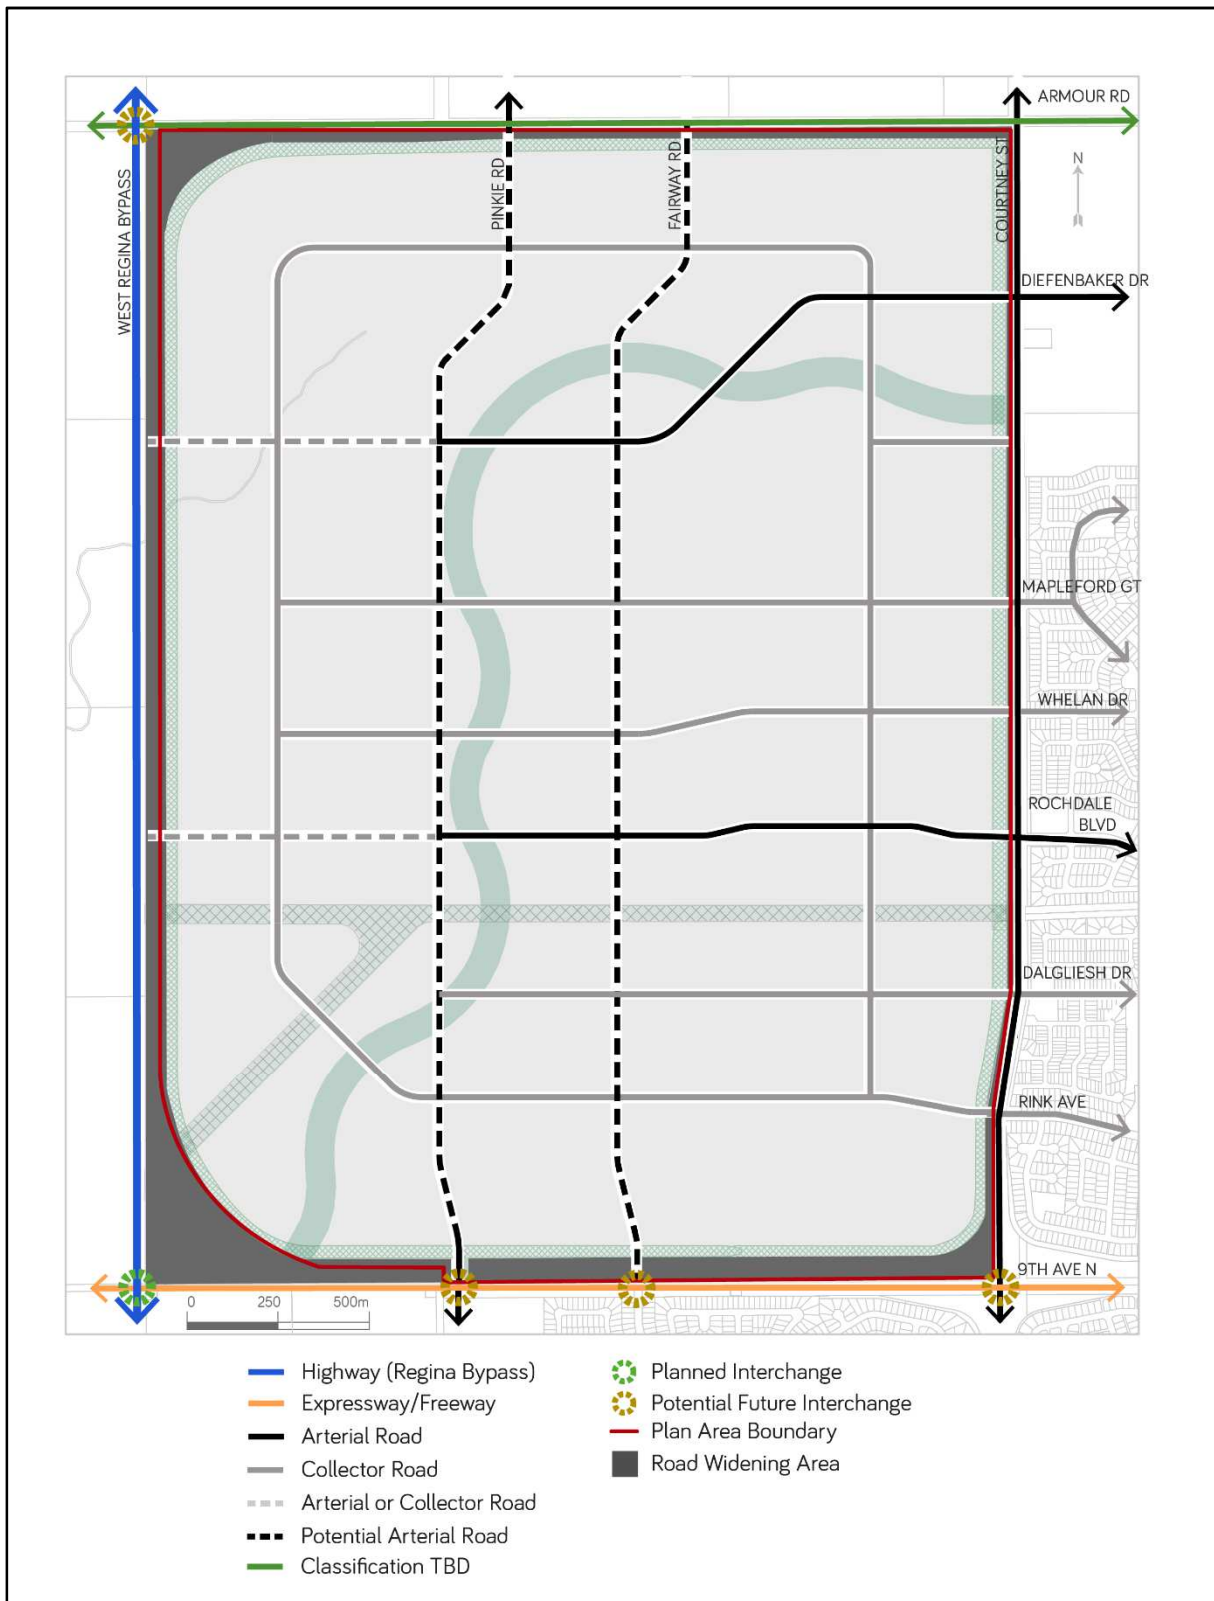 ARMOUR RD
N
WEST REGINA BYPASS
PINKIE RD
FAIRWAY RD
COURTNEY ST
DIEFENBAKER DR
MAPLEFORD GT
WHELAN DR
ROCHDALE
BLVD
DALGLIESH DR
RINK AVE
9TH AVE N
0 250 500m
Highway (Regina Bypass)
Expressway/Freeway
Arterial Road
Collector Road
Arterial or Collector Road
Potential Arterial Road
Classification TBD
Planned Interchange
Potential Future Interchange
Plan Area Boundary
Road Widening Area